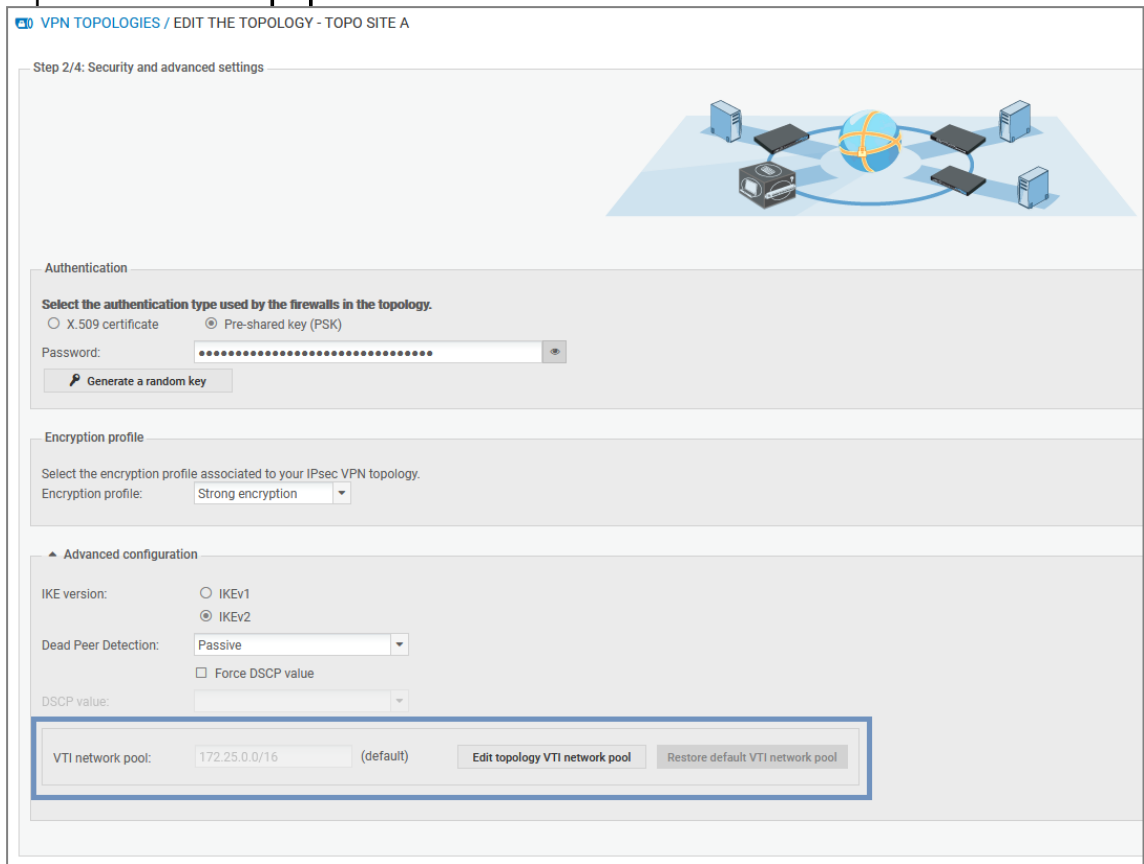 VPN TOPOLOGIES / EDIT THE TOPOLOGY - TOPO SITE A
Step 2/4: Security and advanced settings
Authentication
Select the authentication type used by the firewalls in the topology.
X.509 certificate Pre-shared key (PSK)
Password: ••••••••••••••••••••••••••••••••
Generate a random key
Encryption profile
Select the encryption profile associated to your IPsec VPN topology.
Encryption profile: Strong encryption
Advanced configuration
IKE version: IKEv1
IKEv2
Dead Peer Detection: Passive
Force DSCP value
DSCP value:
VTI network pool: 172.25.0.0/16 (default) Edit topology VTI network pool Restore default VTI network pool